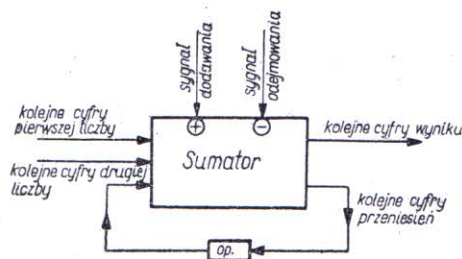 sygnał
dodawania
sygnał
odejmowania
kolejne cyfry
pierwszej liczby
kolejne cyfry drugiej
liczby
+
−
Sumator
kolejne cyfry wyniku
kolejne cyfry
przeniesień
op.